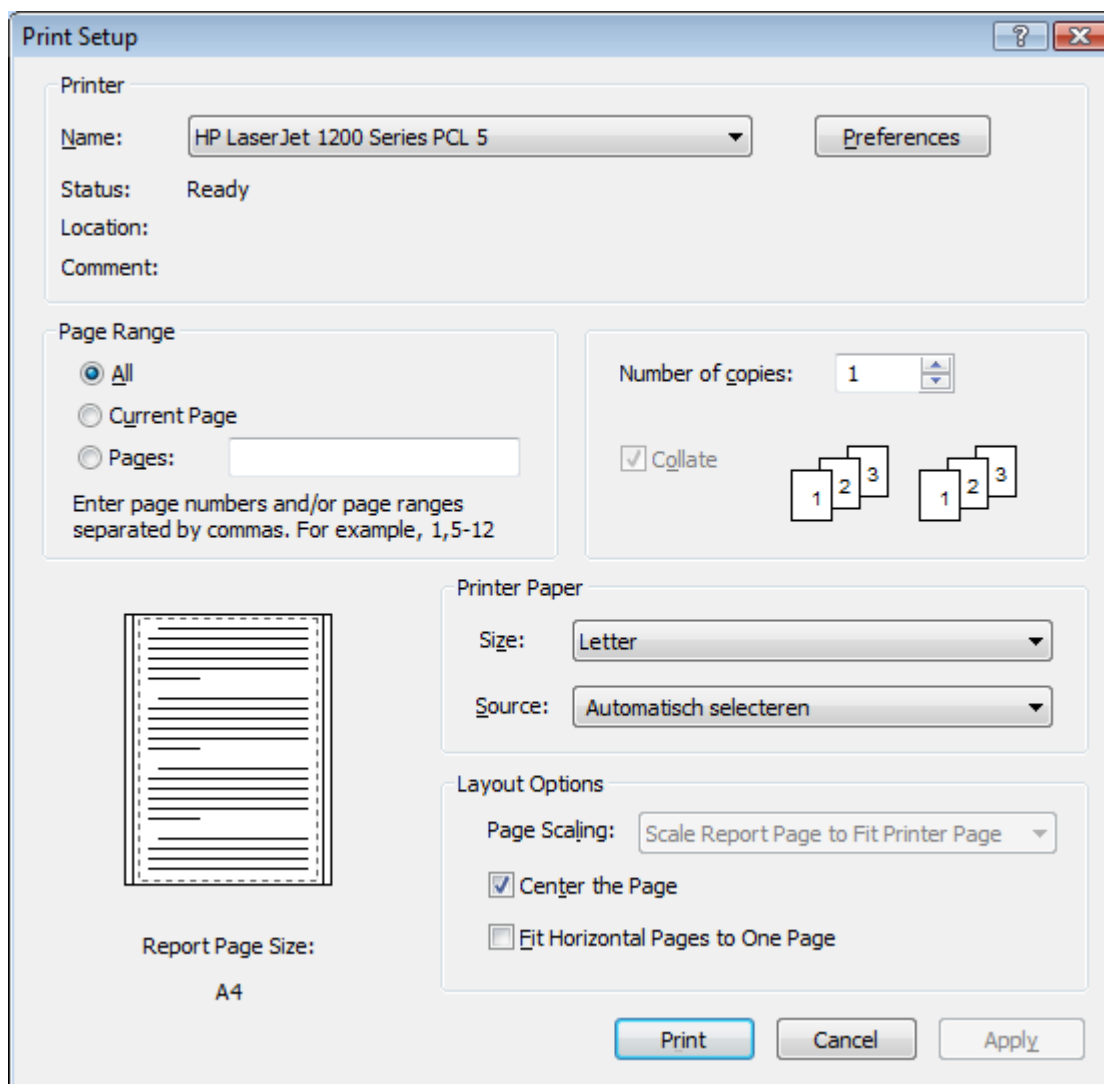 Print Setup
Printer
Name: HP LaserJet 1200 Series PCL 5 Preferences
Status: Ready
Location:
Comment:
Page Range
All
Current Page
Pages:
Enter page numbers and/or page ranges
separated by commas. For example, 1,5-12
Number of copies: 1
Collate
1 2 3 1 2 3
Printer Paper
Size: Letter
Source: Automatisch selecteren
Layout Options
Page Scaling: Scale Report Page to Fit Printer Page
Center the Page
Fit Horizontal Pages to One Page
Report Page Size:
A4
Print Cancel Apply